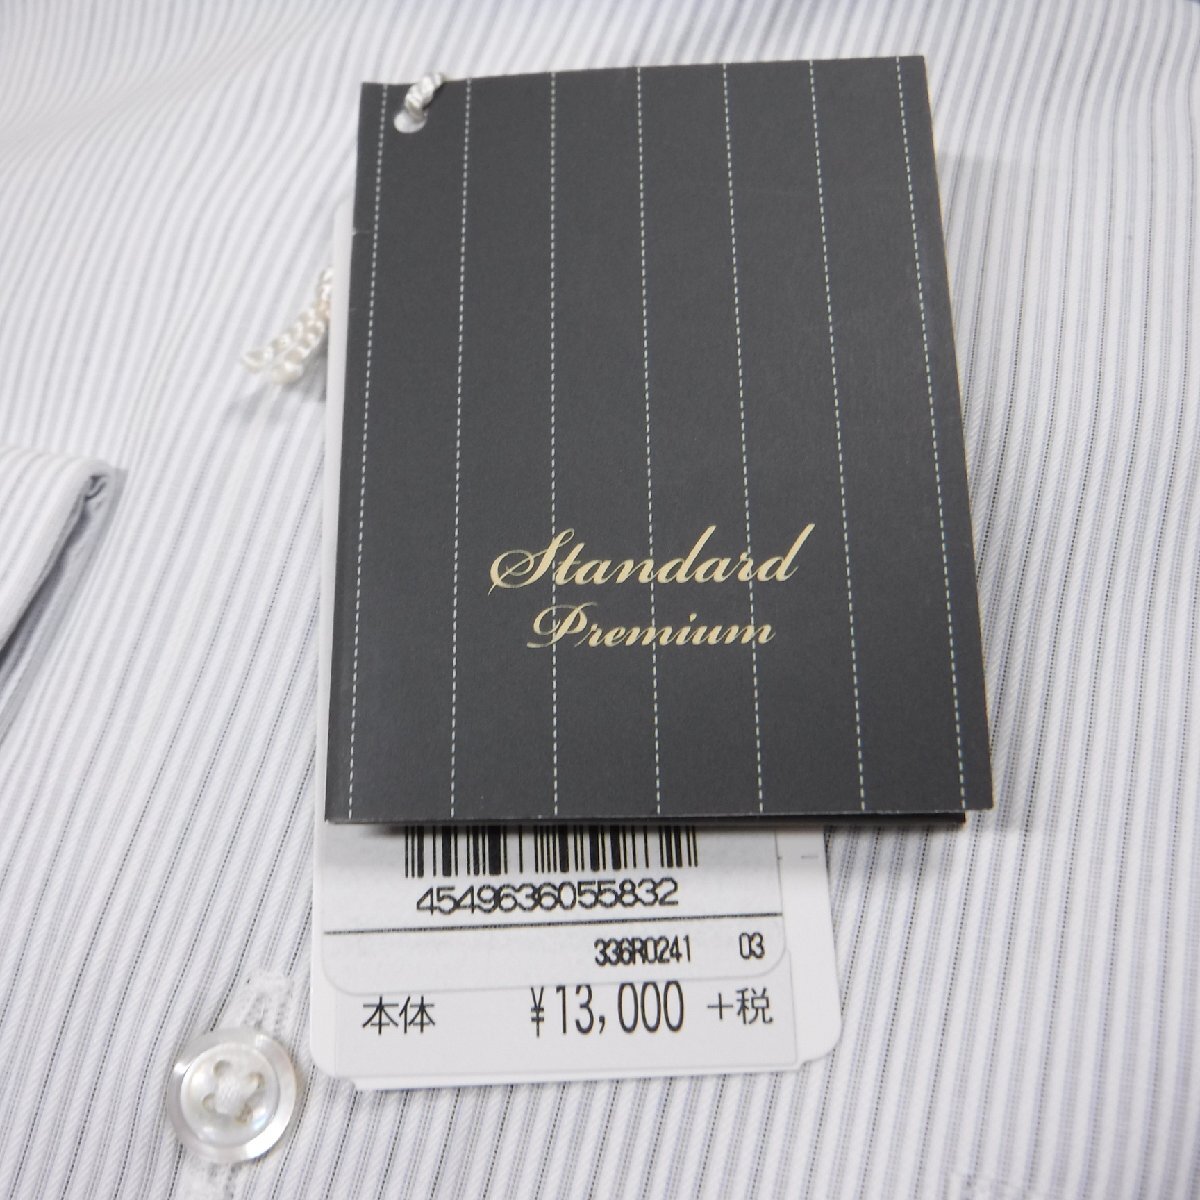 Standard
Premium
4549636055832
336R0241 03
本体 ¥13,000 +税